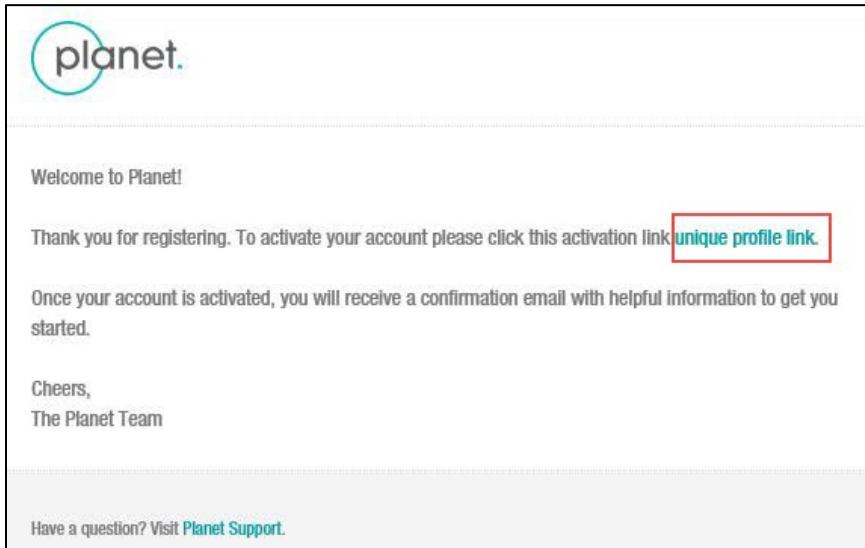 planet.
Welcome to Planet!
Thank you for registering. To activate your account please click this activation link unique profile link.
Once your account is activated, you will receive a confirmation email with helpful information to get you
started.
Cheers,
The Planet Team
Have a question? Visit Planet Support.